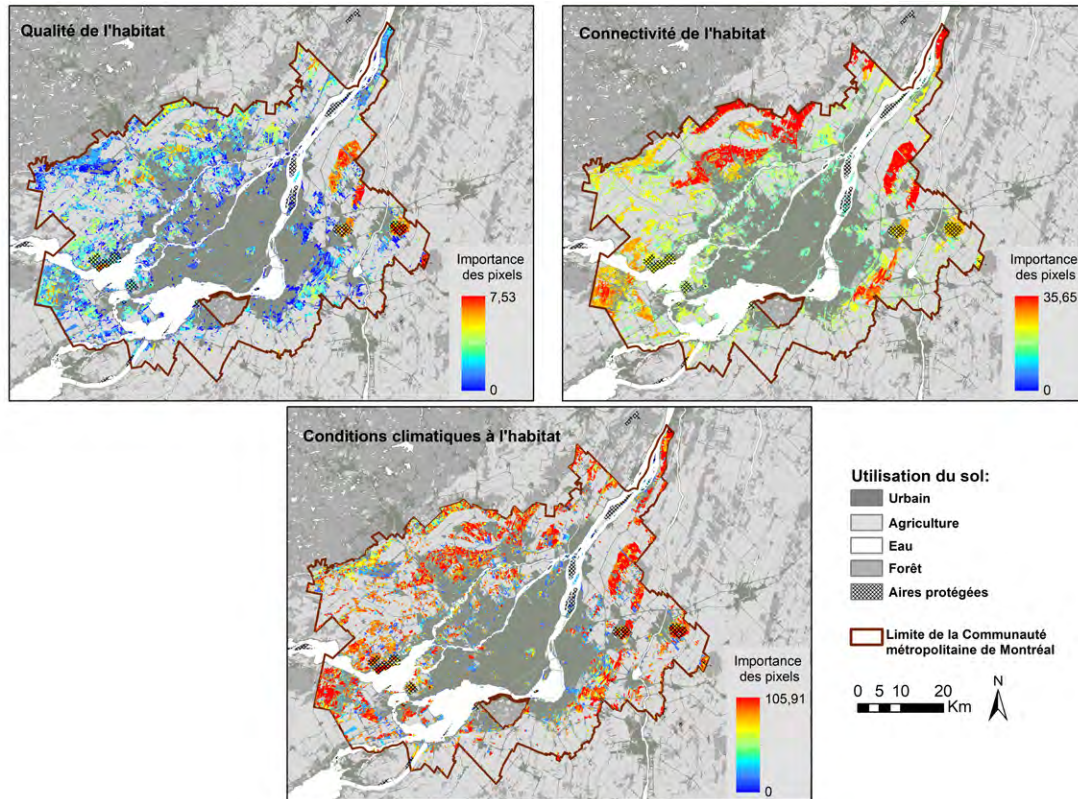 Qualité de l'habitat
Importance
des pixels
7,53
0
Connectivité de l'habitat
Importance
des pixels
35,65
0
Conditions climatiques à l'habitat
Importance
des pixels
105,91
0
Utilisation du sol:
Urbain
Agriculture
Eau
Forêt
Aires protégées
Limite de la Communauté
métropolitaine de Montréal
0 5 10 20
Km
N